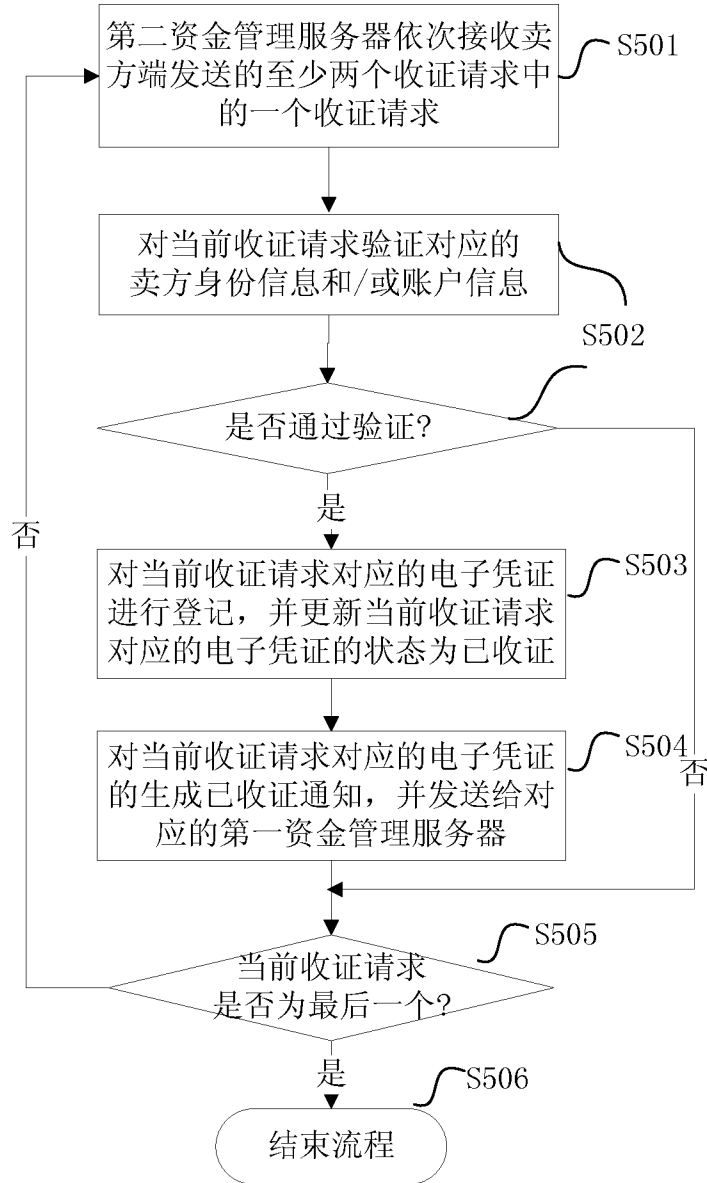 第二资金管理服务器依次接收卖
方端发送的至少两个收证请求中
的一个收证请求
S501
对当前收证请求验证对应的
卖方身份信息和/或账户信息
S502
是否通过验证?
是
否
对当前收证请求对应的电子凭证
进行登记，并更新当前收证请求
对应的电子凭证的状态为已收证
S503
对当前收证请求对应的电子凭证
的生成已收证通知，并发送给对
应的第一资金管理服务器
S504
否
当前收证请求
是否为最后一个?
S505
是
S506
结束流程